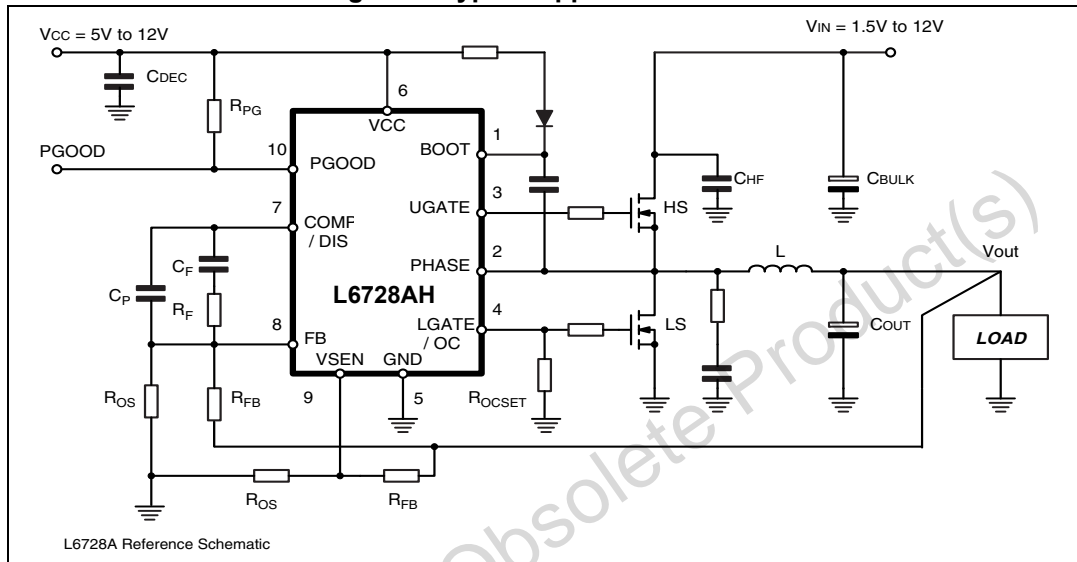 VCC = 5V to 12V
VIN = 1.5V to 12V
CDEC
6
RPG
VCC
1
BOOT
PGOOD
10
PGOOD
CHF
CBULK
3
UGATE
HS
7
COMP
/ DIS
2
PHASE
L
Vout
CF
CP
RF
L6728AH
4
LGATE
/ OC
LS
COUT
LOAD
8
FB
VSEN
GND
ROS
RFB
9
5
ROCSET
ROS
RFB
L6728A Reference Schematic
Obsolete Product(s)